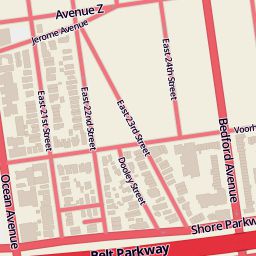 Avenue Z
Jerome Avenue
East 24th Street
East 21st Street
East 22nd Street
East 23rd Street
Voorh
Dooley Street
Bedford Avenue
Ocean Avenue
Shore Parkw
Belt Parkway